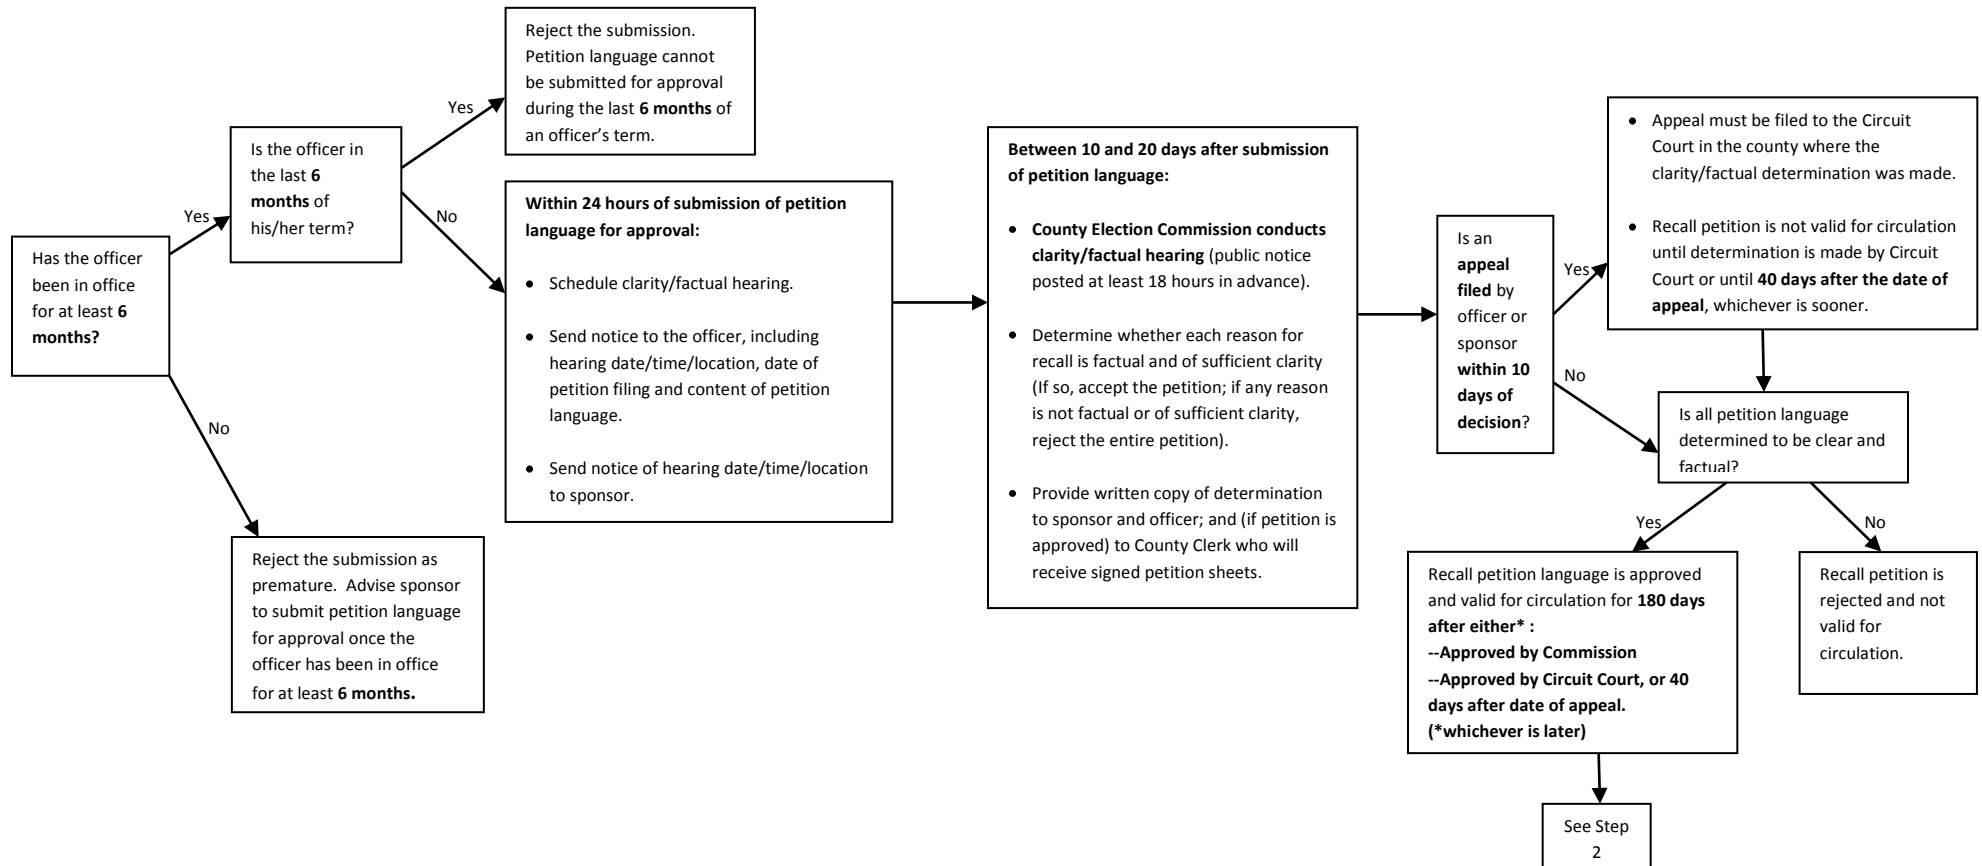 Has the officer
been in office
for at least 6
months?
Yes
No
Is the officer in
the last 6
months of
his/her term?
Yes
No
Reject the submission as
premature. Advise sponsor
to submit petition language
for approval once the
officer has been in office
for at least 6 months.
Reject the submission.
Petition language cannot
be submitted for approval
during the last 6 months of
an officer’s term.
Within 24 hours of submission of petition
language for approval:
• Schedule clarity/factual hearing.
• Send notice to the officer, including
hearing date/time/location, date of
petition filing and content of petition
language.
• Send notice of hearing date/time/location
to sponsor.
Between 10 and 20 days after submission
of petition language:
• County Election Commission conducts
clarity/factual hearing (public notice
posted at least 18 hours in advance).
• Determine whether each reason for
recall is factual and of sufficient clarity
(If so, accept the petition; if any reason
is not factual or of sufficient clarity,
reject the entire petition).
• Provide written copy of determination
to sponsor and officer; and (if petition is
approved) to County Clerk who will
receive signed petition sheets.
Is an
appeal
filed by
officer or
sponsor
within 10
days of
decision?
Yes
No
• Appeal must be filed to the Circuit
Court in the county where the
clarity/factual determination was made.
• Recall petition is not valid for circulation
until determination is made by Circuit
Court or until 40 days after the date of
appeal, whichever is sooner.
Is all petition language
determined to be clear and
factual?
Yes
No
Recall petition language is approved
and valid for circulation for 180 days
after either* :
--Approved by Commission
--Approved by Circuit Court, or 40
days after date of appeal.
(*whichever is later)
Recall petition is
rejected and not
valid for
circulation.
See Step
2